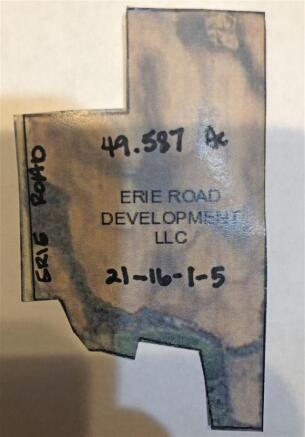 49.587 Ac
ERIE ROAD
ERIE ROAD
DEVELOPMENT
LLC
21-16-1-5